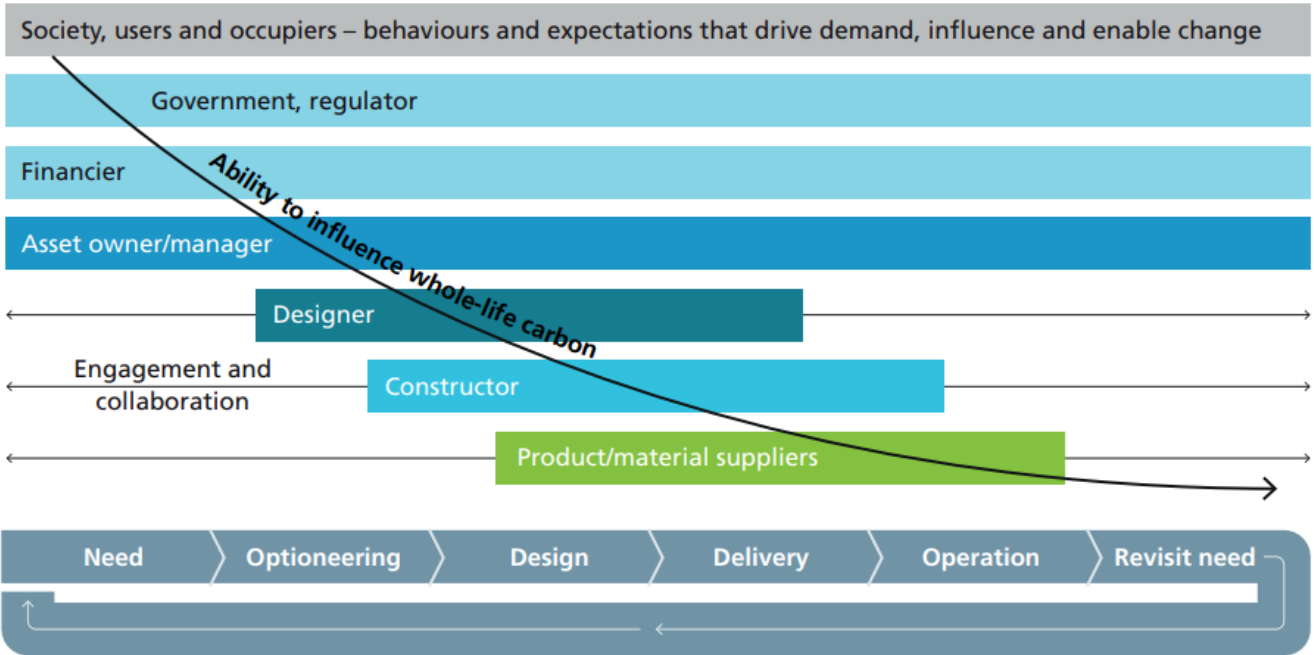 Society, users and occupiers – behaviours and expectations that drive demand, influence and enable change
Government, regulator
Financier
Ability to influence whole-life carbon
Asset owner/manager
Designer
Engagement and
collaboration
Constructor
Product/material suppliers
Need
Optioneering
Design
Delivery
Operation
Revisit need